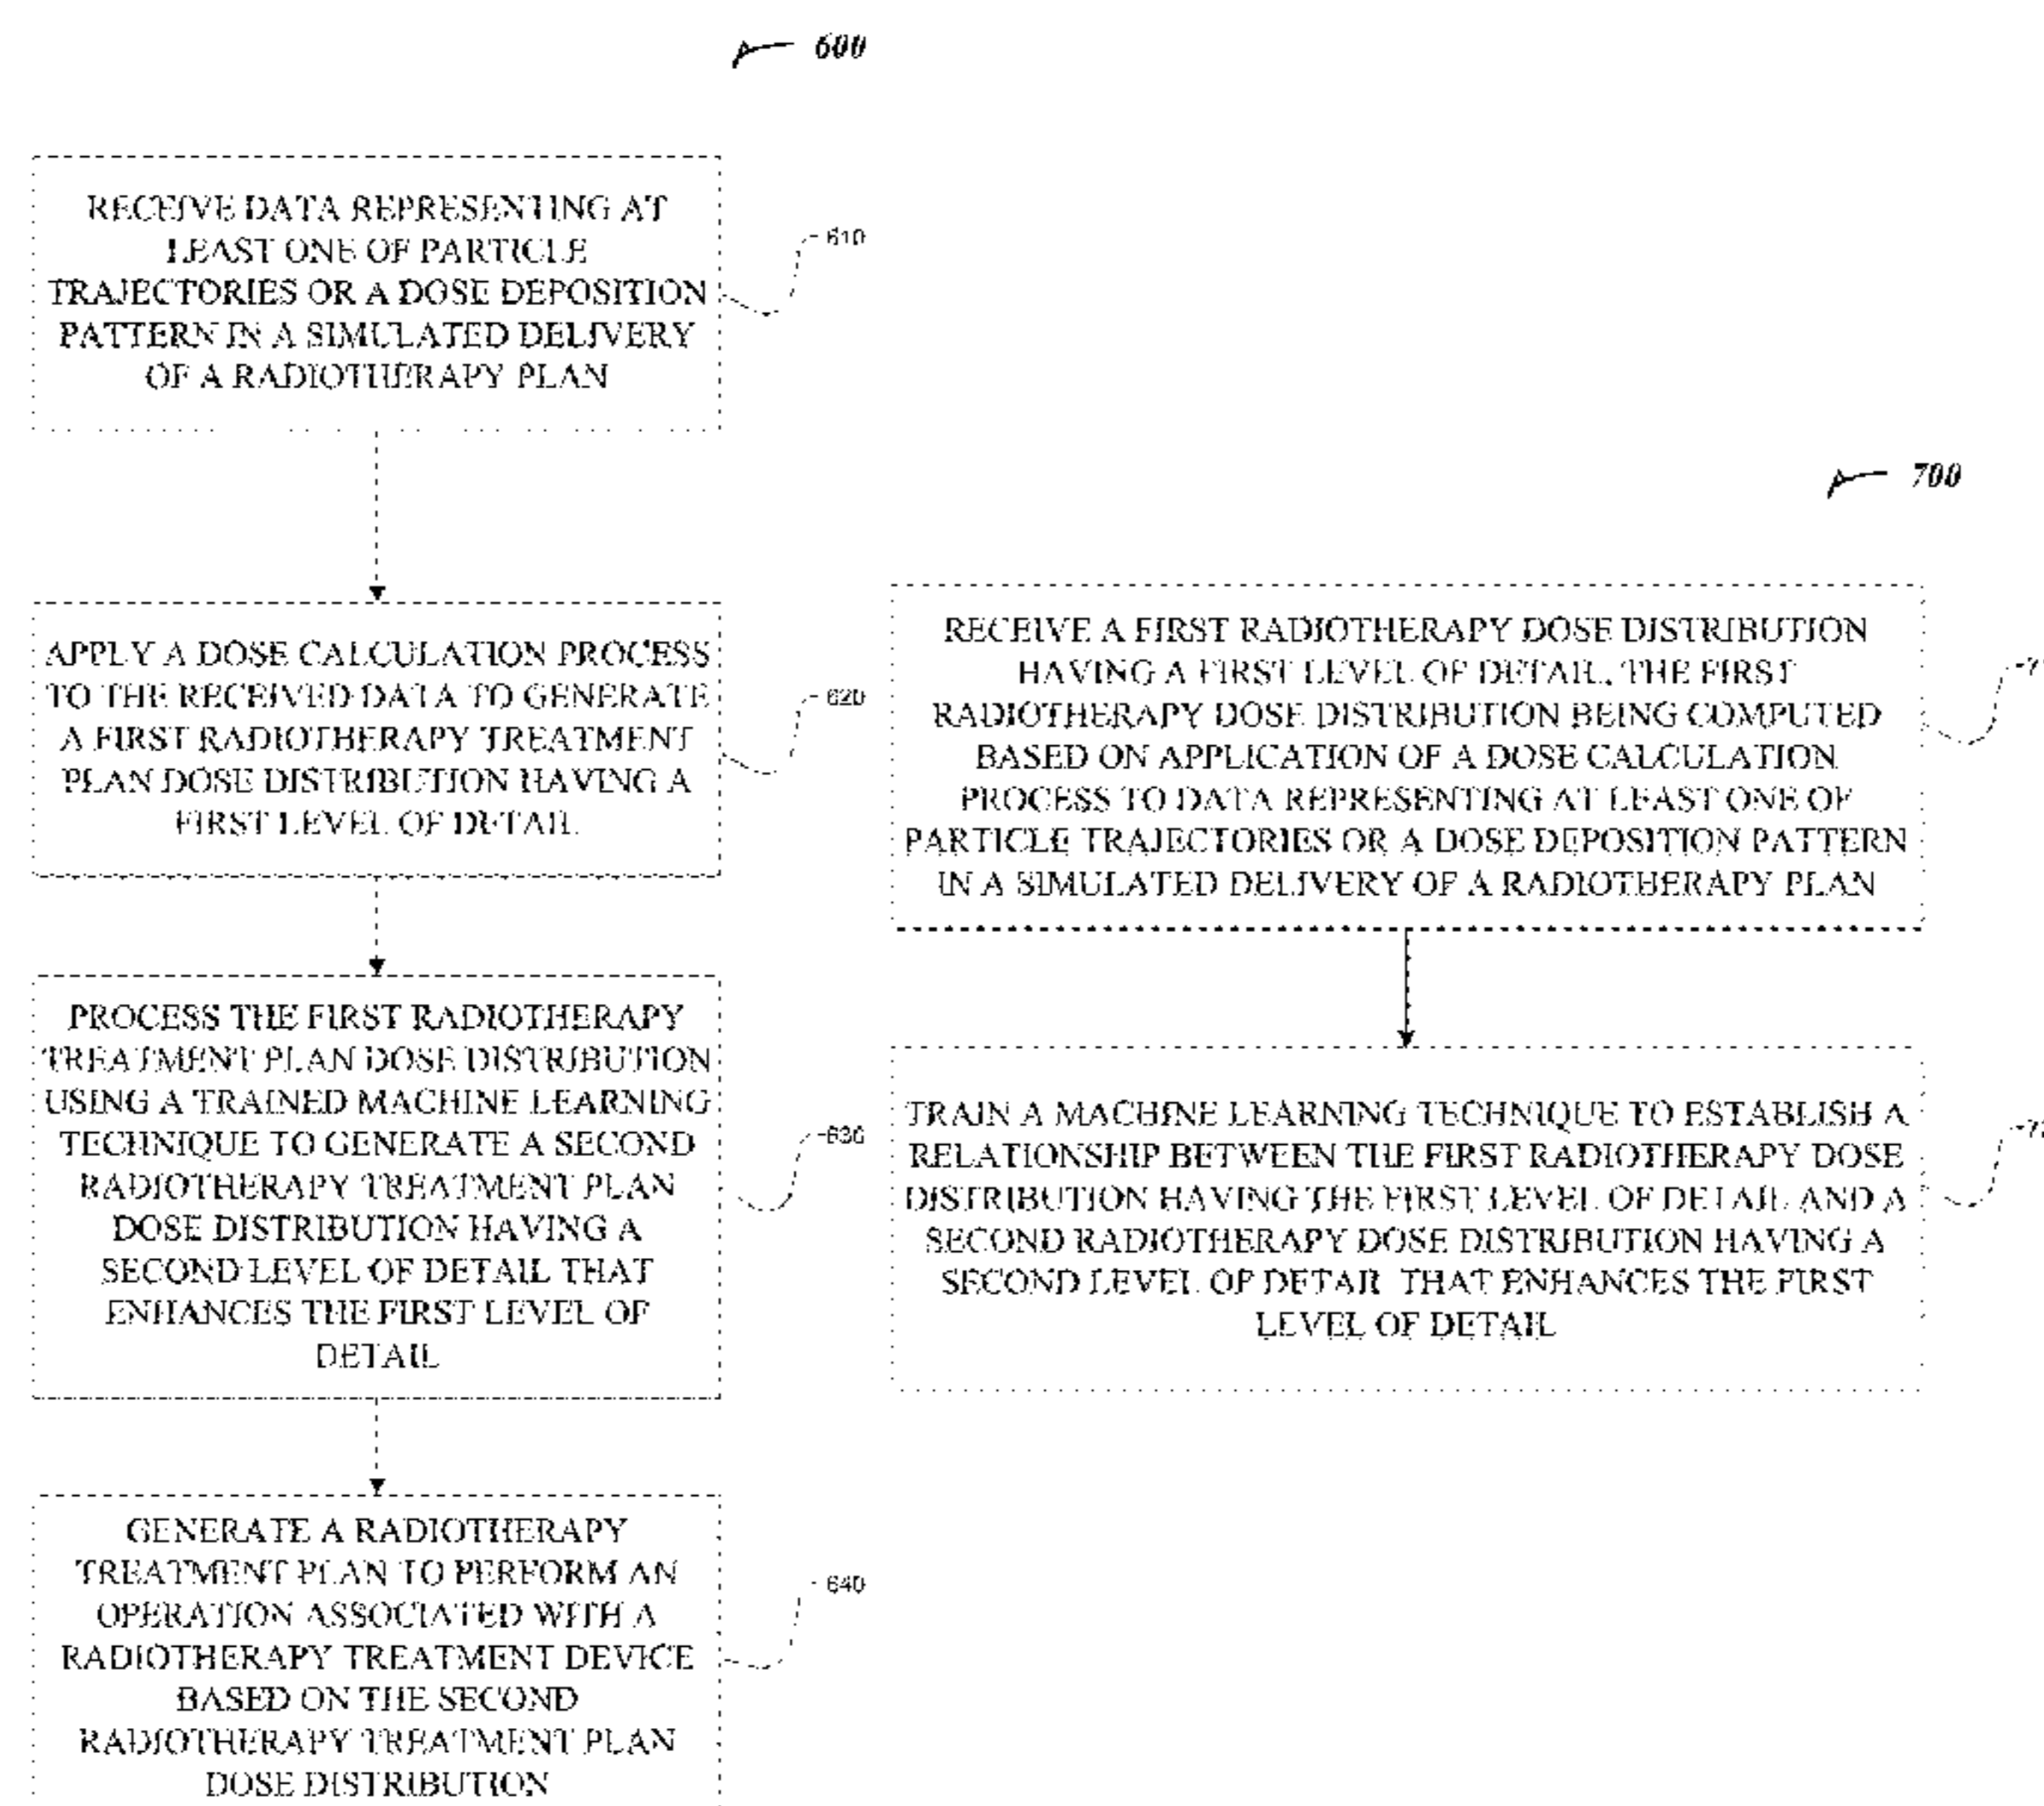 600
RECEIVE DATA REPRESENTING AT
LEAST ONE OF PARTICLE
TRAJECTORIES OR A DOSE DEPOSITION
PATTERN IN A SIMULATED DELIVERY
OF A RADIOTHERAPY PLAN
610
APPLY A DOSE CALCULATION PROCESS
TO THE RECEIVED DATA TO GENERATE
A FIRST RADIOTHERAPY TREATMENT
PLAN DOSE DISTRIBUTION HAVING A
FIRST LEVEL OF DETAIL
620
PROCESS THE FIRST RADIOTHERAPY
TREATMENT PLAN DOSE DISTRIBUTION
USING A TRAINED MACHINE LEARNING
TECHNIQUE TO GENERATE A SECOND
RADIOTHERAPY TREATMENT PLAN
DOSE DISTRIBUTION HAVING A
SECOND LEVEL OF DETAIL THAT
ENHANCES THE FIRST LEVEL OF
DETAIL
630
GENERATE A RADIOTHERAPY
TREATMENT PLAN TO PERFORM AN
OPERATION ASSOCIATED WITH A
RADIOTHERAPY TREATMENT DEVICE
BASED ON THE SECOND
RADIOTHERAPY TREATMENT PLAN
DOSE DISTRIBUTION
640
700
RECEIVE A FIRST RADIOTHERAPY DOSE DISTRIBUTION
HAVING A FIRST LEVEL OF DETAIL, THE FIRST
RADIOTHERAPY DOSE DISTRIBUTION BEING COMPUTED
BASED ON APPLICATION OF A DOSE CALCULATION
PROCESS TO DATA REPRESENTING AT LEAST ONE OF
PARTICLE TRAJECTORIES OR A DOSE DEPOSITION PATTERN
IN A SIMULATED DELIVERY OF A RADIOTHERAPY PLAN
TRAIN A MACHINE LEARNING TECHNIQUE TO ESTABLISH A
RELATIONSHIP BETWEEN THE FIRST RADIOTHERAPY DOSE
DISTRIBUTION HAVING THE FIRST LEVEL OF DETAIL AND A
SECOND RADIOTHERAPY DOSE DISTRIBUTION HAVING A
SECOND LEVEL OF DETAIL THAT ENHANCES THE FIRST
LEVEL OF DETAIL